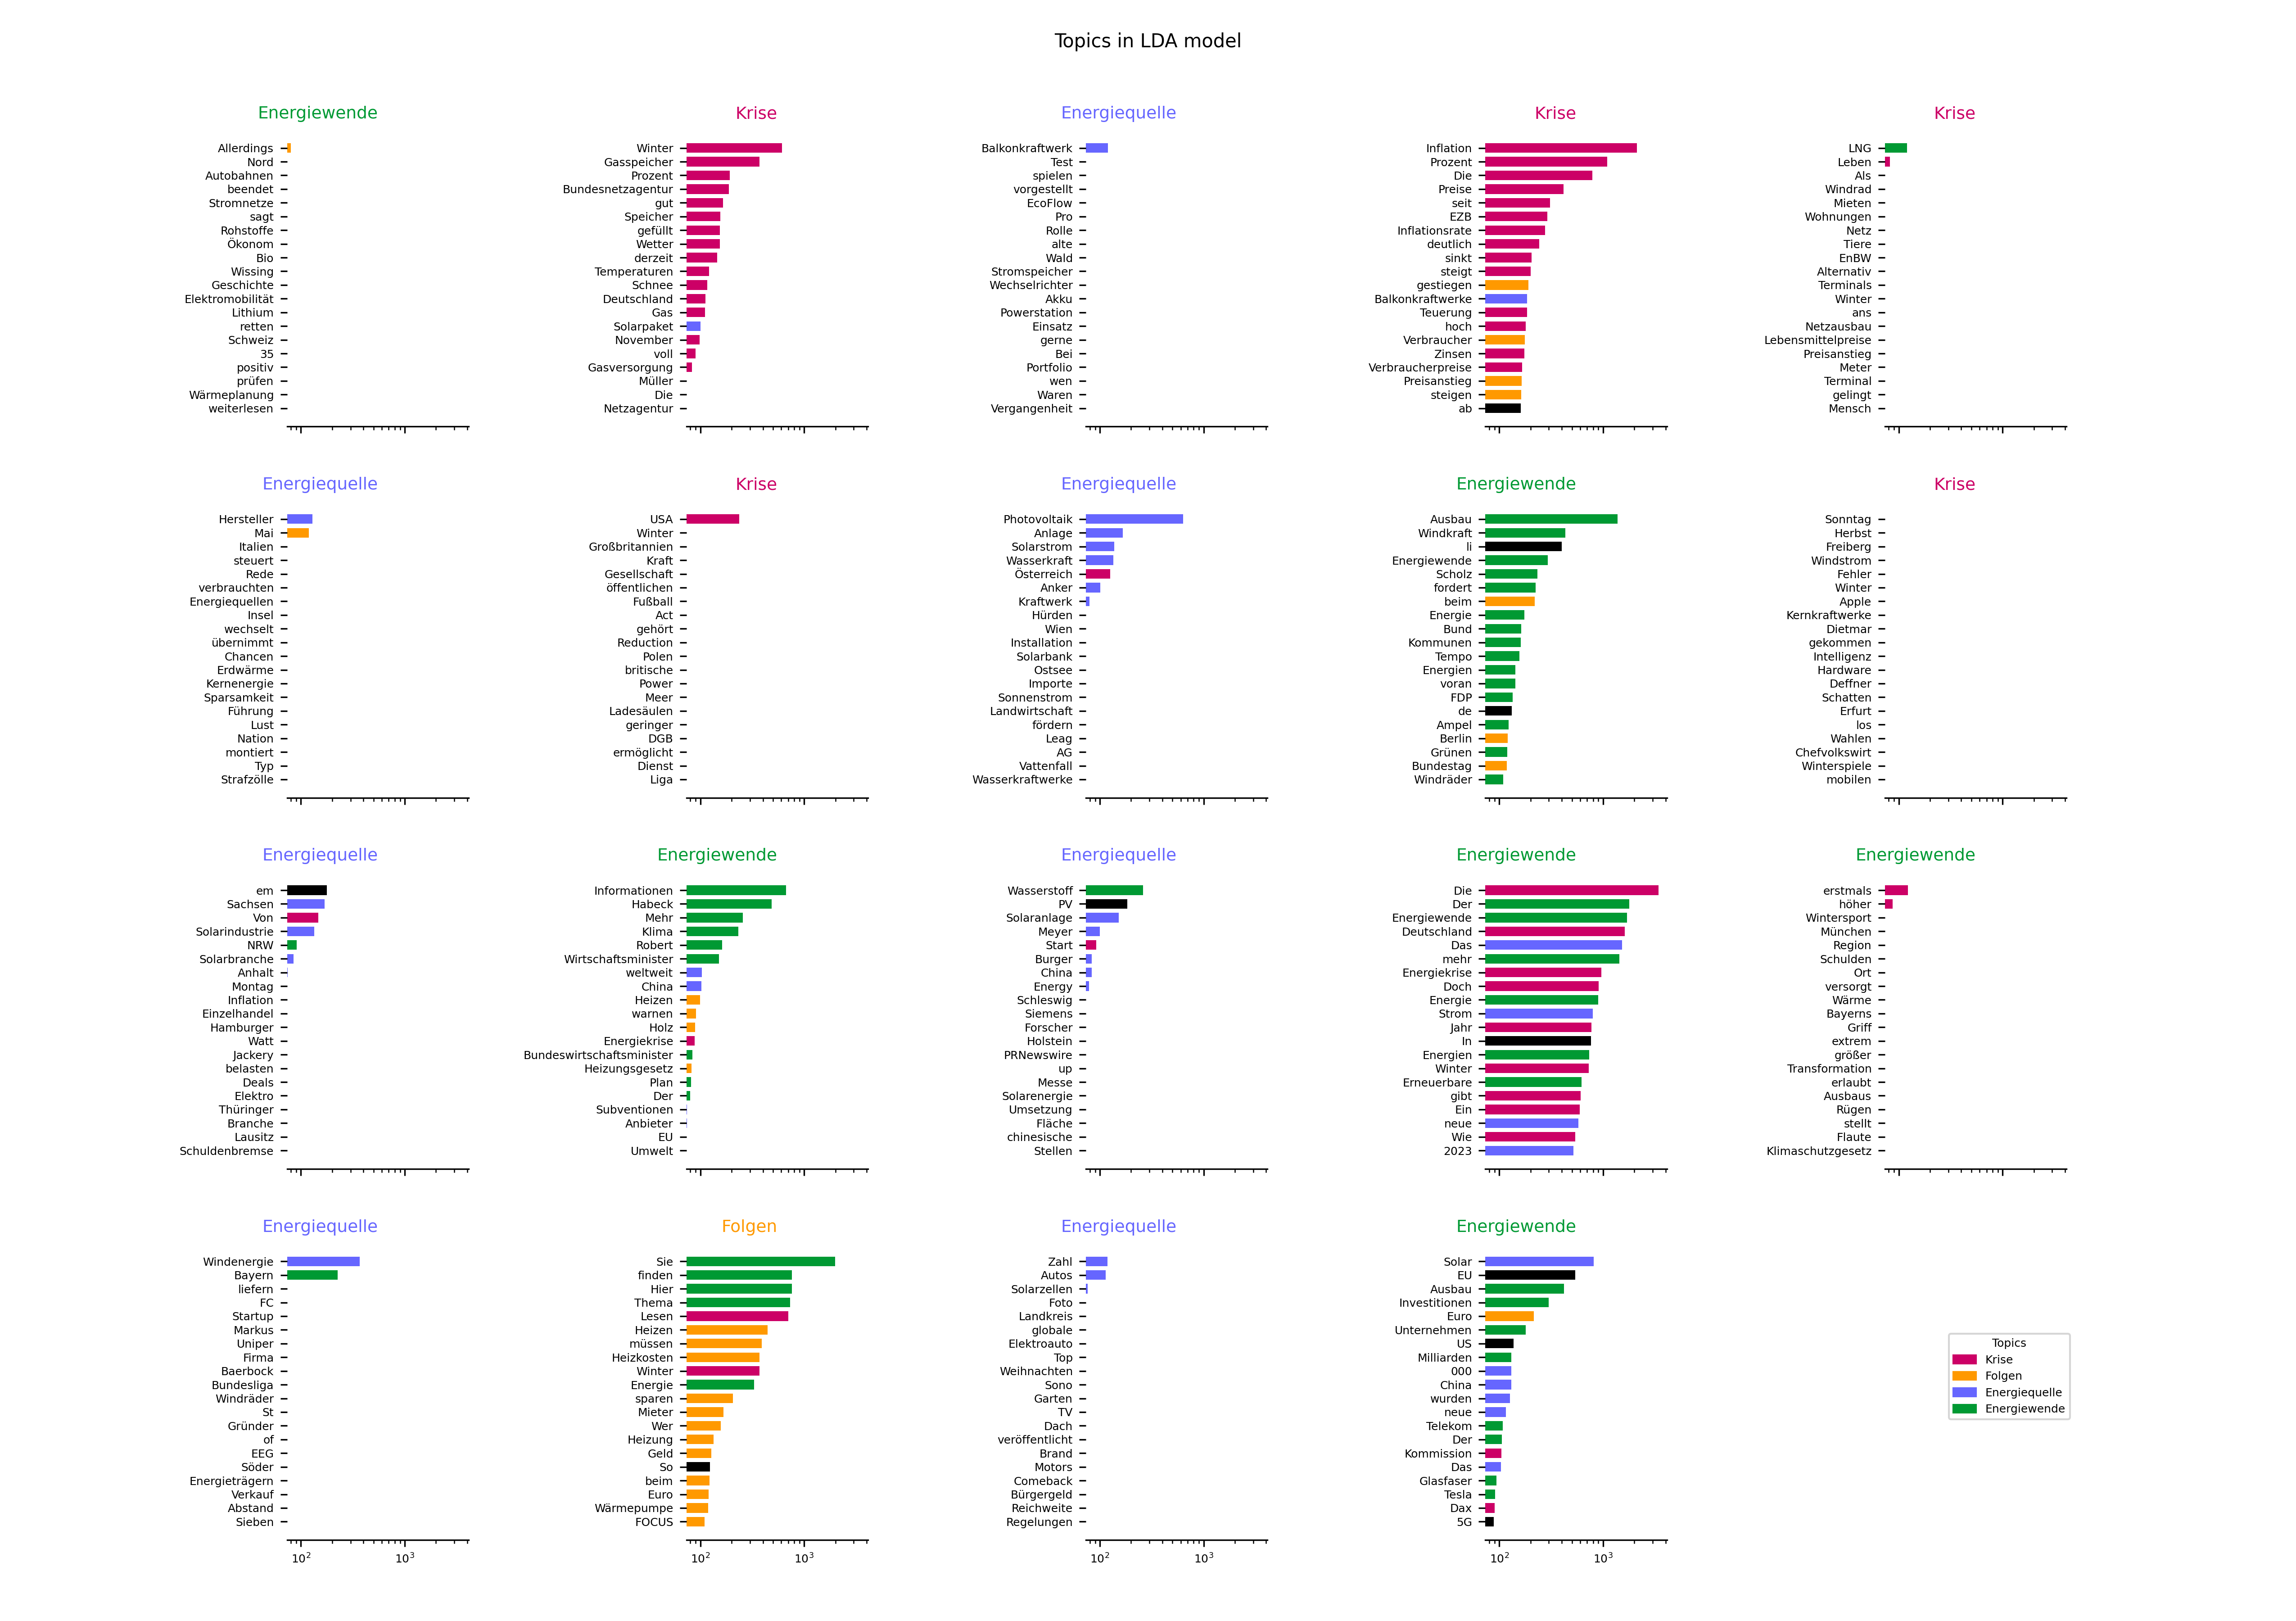 Topics in LDA model
Energiewende
Allerdings
Nord
Autobahnen
beendet
Stromnetze
sagt
Rohstoffe
Ökonom
Bio
Wissing
Geschichte
Elektromobilität
Lithium
retten
Schweiz
35
positiv
prüfen
Wärmeplanung
weiterlesen
Krise
Winter
Gasspeicher
Prozent
Bundesnetzagentur
gut
Speicher
gefüllt
Wetter
derzeit
Temperaturen
Schnee
Deutschland
Gas
Solarpaket
November
voll
Gasversorgung
Müller
Die
Netzagentur
Energiequelle
Balkonkraftwerk
Test
spielen
vorgestellt
EcoFlow
Pro
Rolle
alte
Wald
Stromspeicher
Wechselrichter
Akku
Powerstation
Einsatz
gerne
Bei
Portfolio
wen
Waren
Vergangenheit
Krise
Inflation
Prozent
Die
Preise
seit
EZB
Inflationsrate
deutlich
sinkt
steigt
gestiegen
Balkonkraftwerke
Teuerung
hoch
Verbraucher
Zinsen
Verbraucherpreise
Preisanstieg
steigen
ab
Krise
LNG
Leben
Als
Windrad
Mieten
Wohnungen
Netz
Tiere
EnBW
Alternativ
Terminals
Winter
ans
Netzausbau
Lebensmittelpreise
Preisanstieg
Meter
Terminal
gelingt
Mensch
Energiequelle
Hersteller
Mai
Italien
steuert
Rede
verbrauchten
Energiequellen
Insel
wechselt
übernimmt
Chancen
Erdwärme
Kernenergie
Sparsamkeit
Führung
Lust
Nation
montiert
Typ
Strafzölle
Krise
USA
Winter
Großbritannien
Kraft
Gesellschaft
öffentlichen
Fußball
Act
gehört
Reduction
Polen
britische
Power
Meer
Ladesäulen
geringer
DGB
ermöglicht
Dienst
Liga
Energiequelle
Photovoltaik
Anlage
Solarstrom
Wasserkraft
Österreich
Anker
Kraftwerk
Hürden
Wien
Installation
Solarbank
Ostsee
Importe
Sonnenstrom
Landwirtschaft
fördern
Leag
AG
Vattenfall
Wasserkraftwerke
Energiewende
Ausbau
Windkraft
li
Energiewende
Scholz
fordert
beim
Energie
Bund
Kommunen
Tempo
Energien
voran
FDP
de
Ampel
Berlin
Grünen
Bundestag
Windräder
Krise
Sonntag
Herbst
Freiberg
Windstrom
Fehler
Winter
Apple
Kernkraftwerke
Dietmar
gekommen
Intelligenz
Hardware
Deffner
Schatten
Erfurt
los
Wahlen
Chefvolkswirt
Winterspiele
mobilen
Energiequelle
em
Sachsen
Von
Solarindustrie
NRW
Solarbranche
Anhalt
Montag
Inflation
Einzelhandel
Hamburger
Watt
Jackery
belasten
Deals
Elektro
Thüringer
Branche
Lausitz
Schuldenbremse
Energiewende
Informationen
Habeck
Mehr
Klima
Robert
Wirtschaftsminister
weltweit
China
Heizen
warnen
Holz
Energiekrise
Bundeswirtschaftsminister
Heizungsgesetz
Plan
Der
Subventionen
Anbieter
EU
Umwelt
Energiequelle
Wasserstoff
PV
Solaranlage
Meyer
Start
Burger
China
Energy
Schleswig
Siemens
Forscher
Holstein
PRNewswire
up
Messe
Solarenergie
Umsetzung
Fläche
chinesische
Stellen
Energiewende
Die
Der
Energiewende
Deutschland
Das
mehr
Energiekrise
Doch
Energie
Strom
Jahr
In
Energien
Winter
Erneuerbare
gibt
Ein
neue
Wie
2023
Energiewende
erstmals
höher
Wintersport
München
Region
Schulden
Ort
versorgt
Wärme
Bayerns
Griff
extrem
größer
Transformation
erlaubt
Ausbaus
Rügen
stellt
Flaute
Klimaschutzgesetz
Energiequelle
Windenergie
Bayern
liefern
FC
Startup
Markus
Uniper
Firma
Baerbock
Bundesliga
Windräder
St
Gründer
of
EEG
Söder
Energieträgern
Verkauf
Abstand
Sieben
10² 10³
Folgen
Sie
finden
Hier
Thema
Lesen
Heizen
müssen
Heizkosten
Winter
Energie
sparen
Mieter
Wer
Heizung
Geld
So
beim
Euro
Wärmepumpe
FOCUS
10² 10³
Energiequelle
Zahl
Autos
Solarzellen
Foto
Landkreis
globale
Elektroauto
Top
Weihnachten
Sono
Garten
TV
Dach
veröffentlicht
Brand
Motors
Comeback
Bürgergeld
Reichweite
Regelungen
10² 10³
Energiewende
Solar
EU
Ausbau
Investitionen
Euro
Unternehmen
US
Milliarden
000
China
wurden
neue
Telekom
Der
Kommission
Das
Glasfaser
Tesla
Dax
5G
10² 10³
Topics
Krise
Folgen
Energiequelle
Energiewende